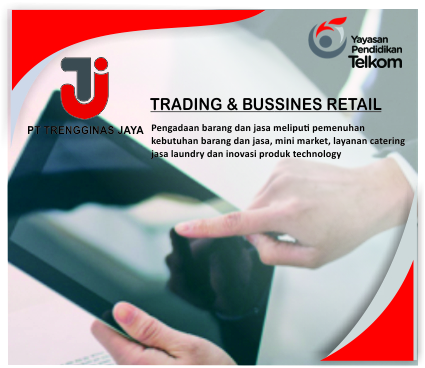 Yayasan
Pendidikan
Telkom
TRADING & BUSSINES RETAIL
PT TRENGGINAS JAYA
Pengadaan barang dan jasa meliputi pemenuhan
kebutuhan barang dan jasa, mini market, layanan catering
jasa laundry dan inovasi produk technology